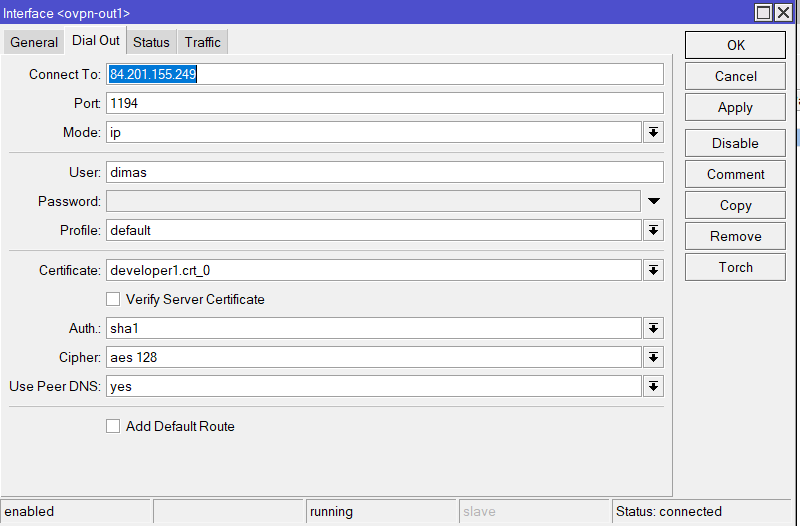 Interface <ovpn-out1>
General Dial Out Status Traffic
Connect To: 84.201.155.249
Port: 1194
Mode: ip
User: dimas
Password:
Profile: default
Certificate: developer1.crt_0
Verify Server Certificate
Auth.: sha1
Cipher: aes 128
Use Peer DNS: yes
Add Default Route
OK
Cancel
Apply
Disable
Comment
Copy
Remove
Torch
enabled running slave Status: connected